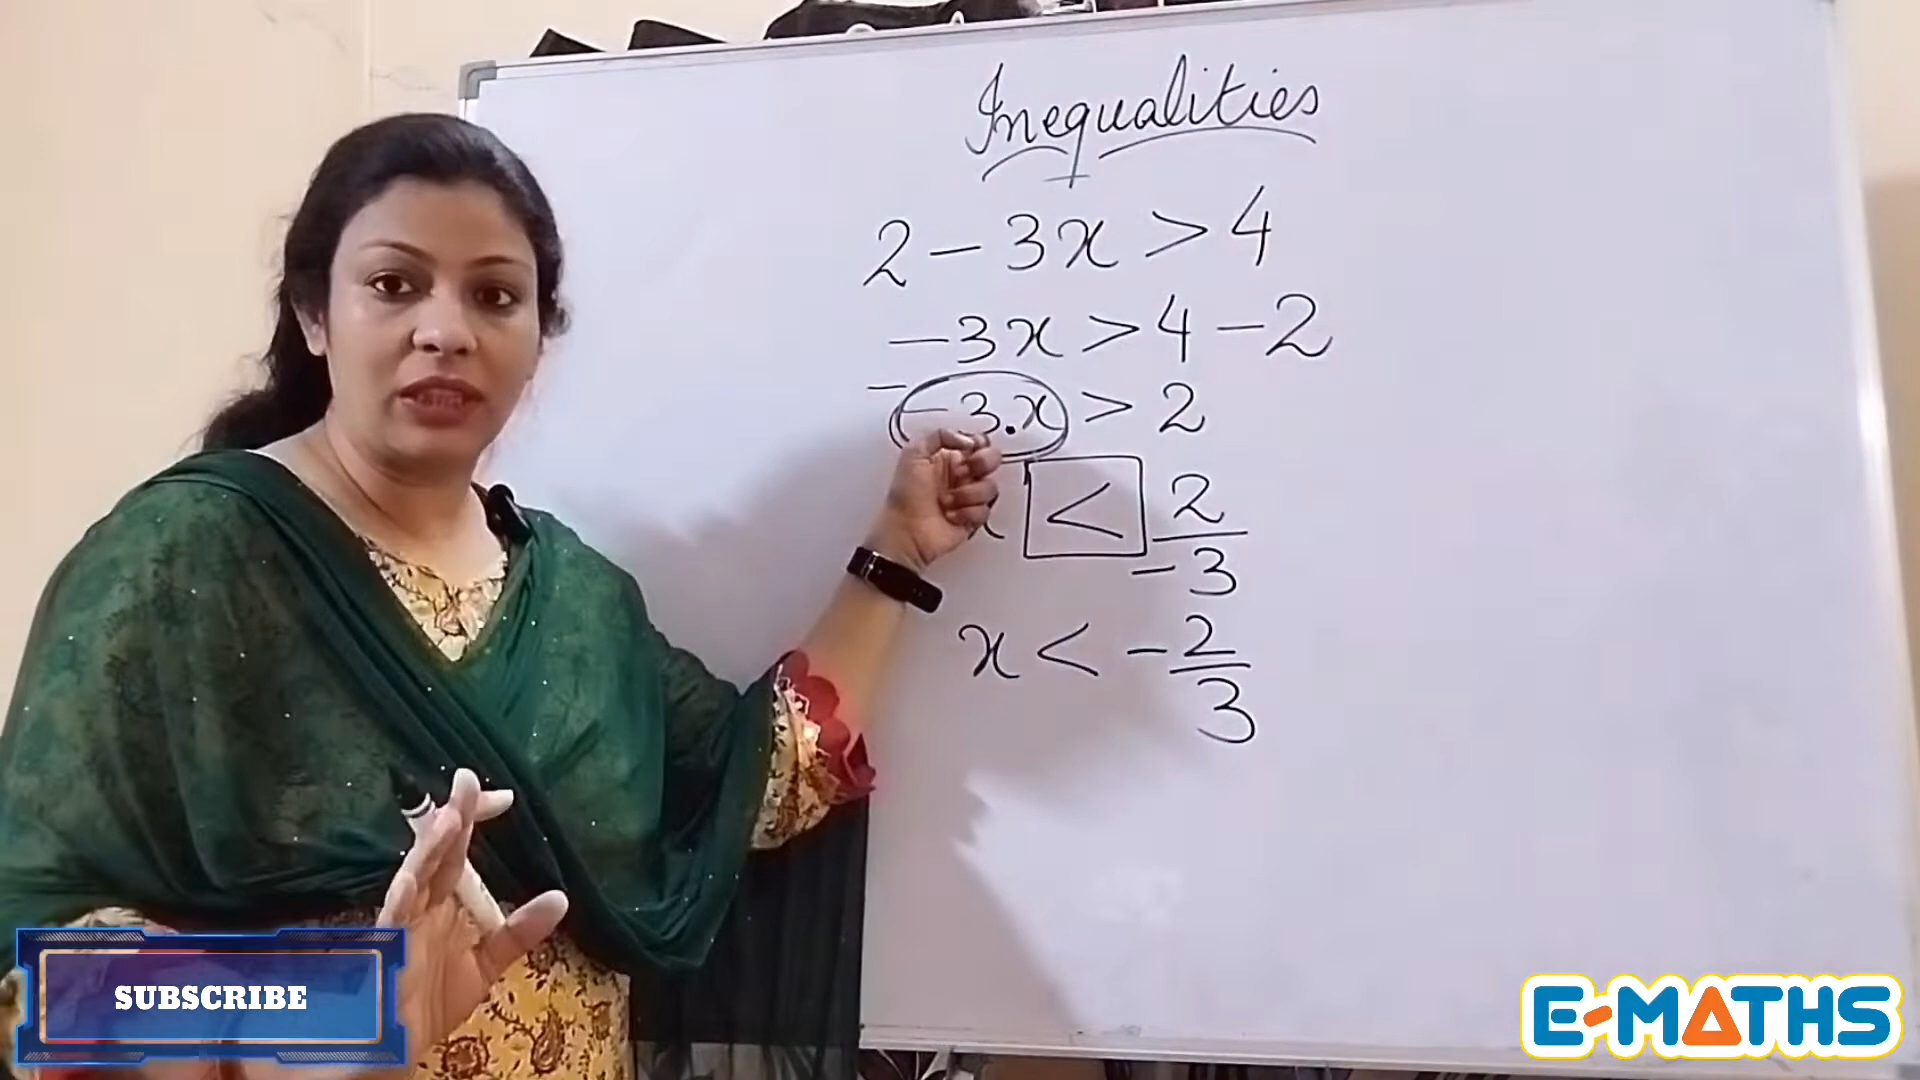 Inequalities
2 - 3x > 4
- 3x > 4 - 2
- - 3.x > 2
x < 2/-3
x < - 2/3
SUBSCRIBE
E-MATHS